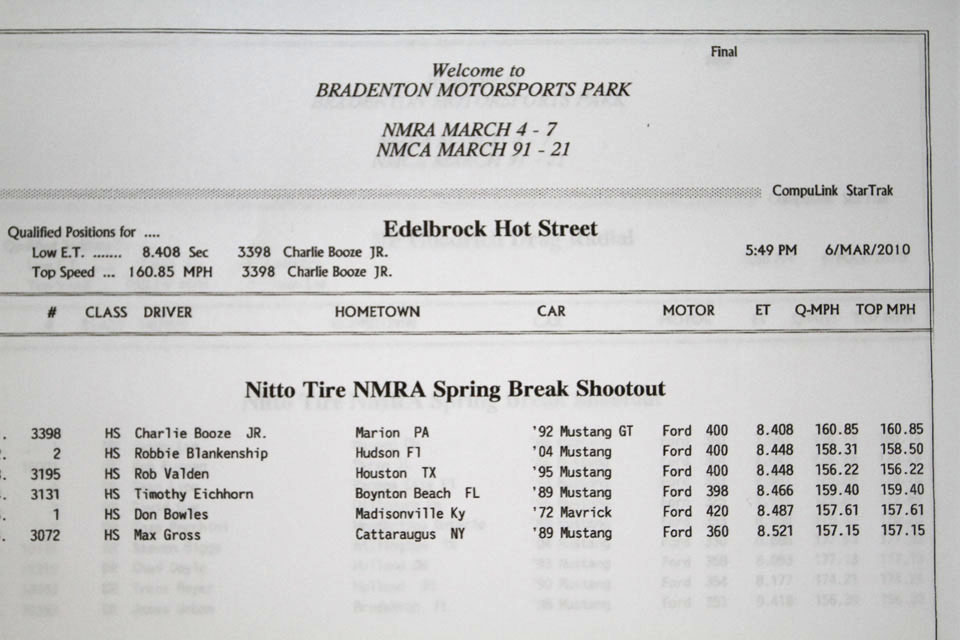 Final
Welcome to
BRADENTON MOTORSPORTS PARK
NMRA MARCH 4 - 7
NMCA MARCH 91 - 21
CompuLink StarTrak
Qualified Positions for .... Edelbrock Hot Street
Low E.T. ....... 8.408 Sec 3398 Charlie Booze JR. 5:49 PM 6/MAR/2010
Top Speed ... 160.85 MPH 3398 Charlie Booze JR.
# CLASS DRIVER HOMETOWN CAR MOTOR ET Q-MPH TOP MPH
Nitto Tire NMRA Spring Break Shootout
3398 HS Charlie Booze JR. Marion PA '92 Mustang GT Ford 400 8.408 160.85 160.85
2 HS Robbie Blankenship Hudson Fl '04 Mustang Ford 400 8.448 158.31 158.50
3195 HS Rob Valden Houston TX '95 Mustang Ford 400 8.448 156.22 156.22
3131 HS Timothy Eichhorn Boynton Beach FL '89 Mustang Ford 398 8.466 159.40 159.40
1 HS Don Bowles Madisonville Ky '72 Mavrick Ford 420 8.487 157.61 157.61
3072 HS Max Gross Cattaraugus NY '89 Mustang Ford 360 8.521 157.15 157.15